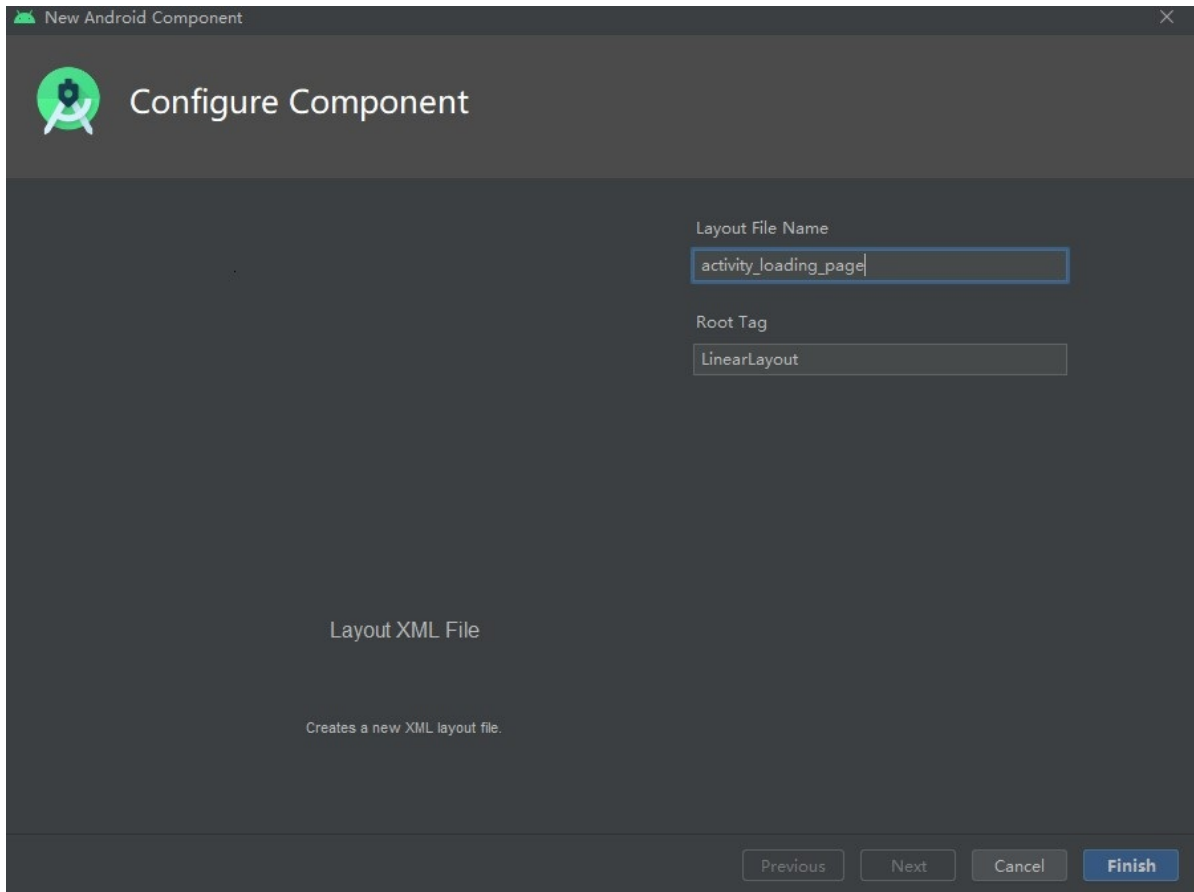 New Android Component
Configure Component
Layout File Name
activity_loading_page
Root Tag
LinearLayout
Layout XML File
Creates a new XML layout file.
Previous
Next
Cancel
Finish